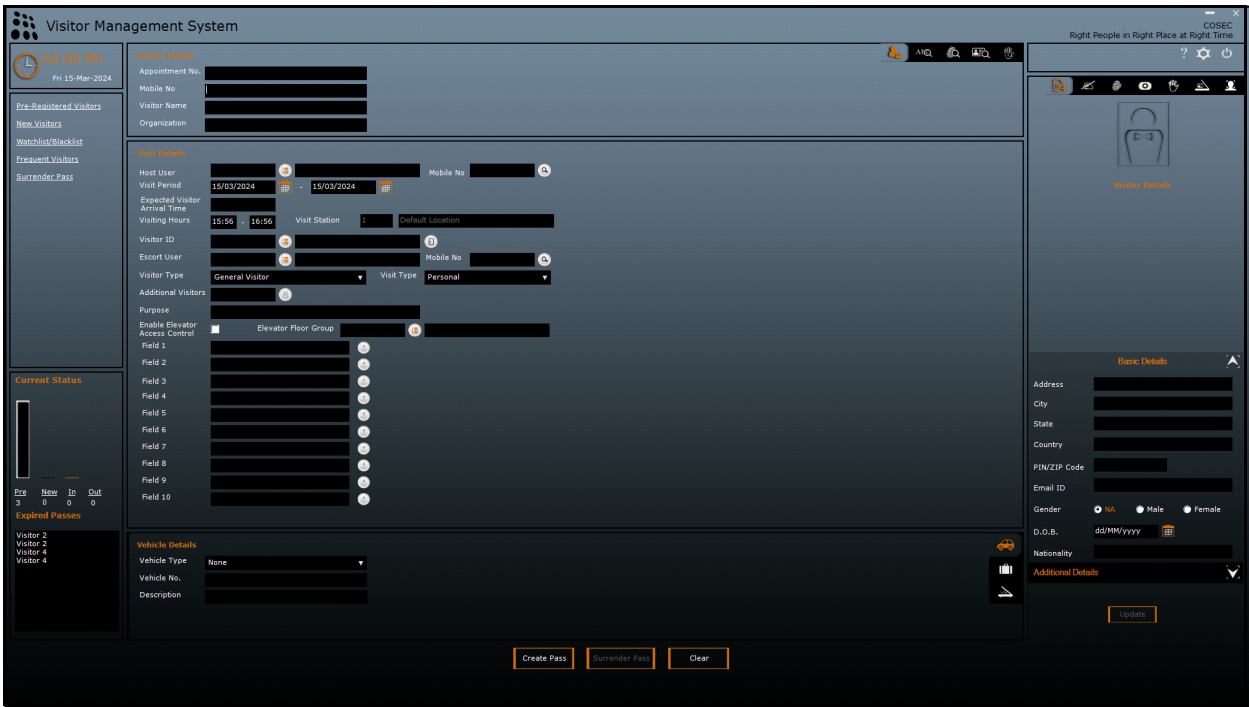 Visitor Management System
COSEC
Right People in Right Place at Right Time
03:56 PM
Fri 15-Mar-2024
Pre-Registered Visitors
New Visitors
Watchlist/Blacklist
Frequent Visitors
Surrender Pass
Current Status
Pre New In Out
3 0 0 0
Expired Passes
Visitor 2
Visitor 2
Visitor 4
Visitor 4
Visitor Details
Appointment No.
Mobile No
Visitor Name
Organization
ABC
Visit Details
Host User Mobile No
Visit Period 15/03/2024 - 15/03/2024
Expected Visitor
Arrival Time
Visiting Hours 15:56 - 16:56 Visit Station 1 Default Location
Visitor ID
Escort User Mobile No
Visitor Type General Visitor Visit Type Personal
Additional Visitors
Purpose
Enable Elevator
Access Control Elevator Floor Group
Field 1
Field 2
Field 3
Field 4
Field 5
Field 6
Field 7
Field 8
Field 9
Field 10
Vehicle Details
Vehicle Type None
Vehicle No.
Description
Create Pass Surrender Pass Clear
?
Visitor Details
Basic Details
Address
City
State
Country
PIN/ZIP Code
Email ID
Gender NA Male Female
D.O.B. dd/MM/yyyy
Nationality
Additional Details
Update